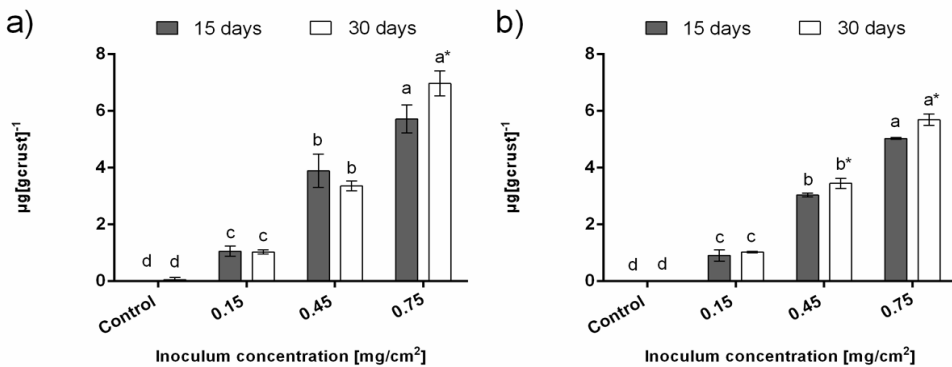 a)
15 days 30 days
µg[gcrust]-1
8
6
4
2
0
d d c c b b a a*
Control 0.15 0.45 0.75
Inoculum concentration [mg/cm²]
b)
15 days 30 days
µg[gcrust]-1
8
6
4
2
0
d d c c b b* a a*
Control 0.15 0.45 0.75
Inoculum concentration [mg/cm²]